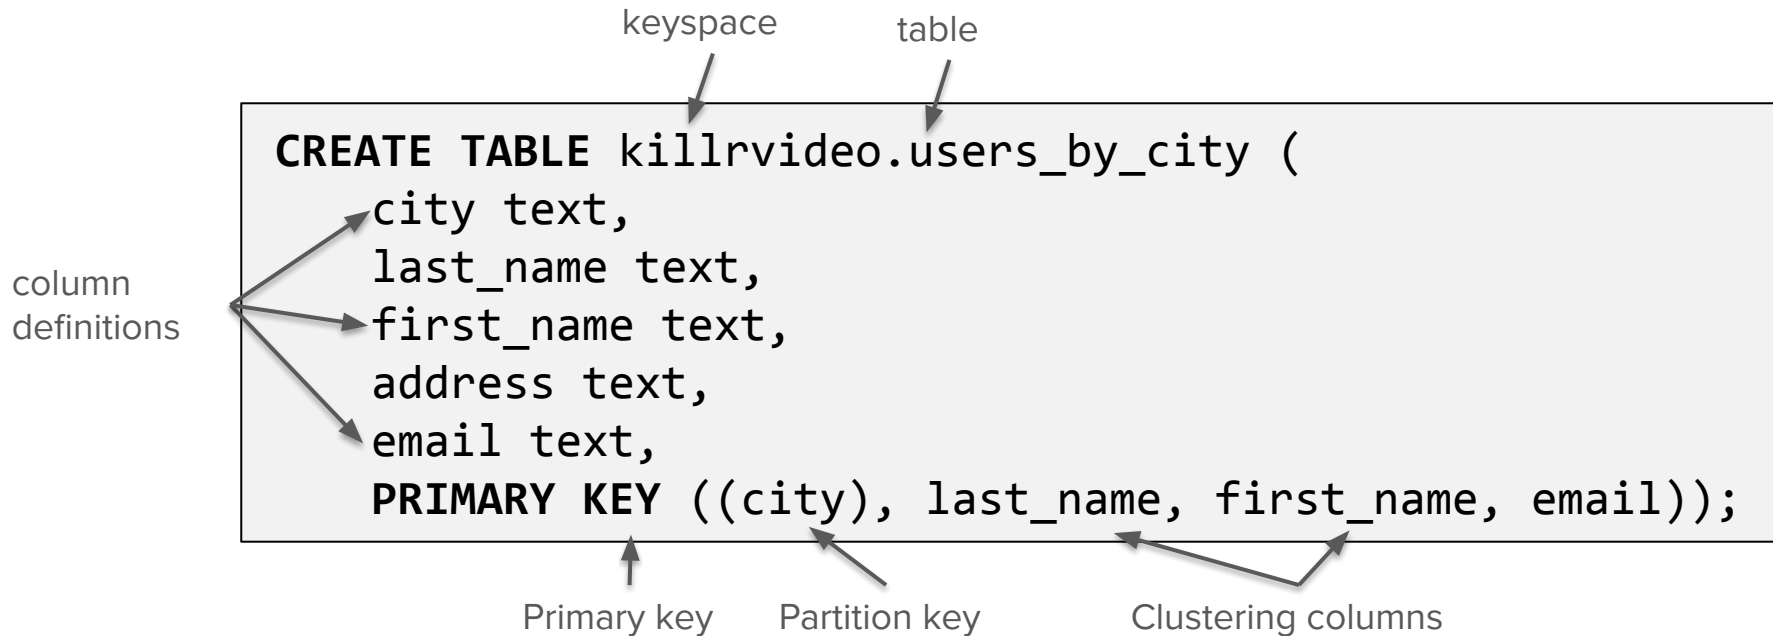 keyspace
table
CREATE TABLE killrvideo.users_by_city (
city text,
last_name text,
column
definitions
first_name text,
address text,
email text,
PRIMARY KEY ((city), last_name, first_name, email));
Primary key
Partition key
Clustering columns